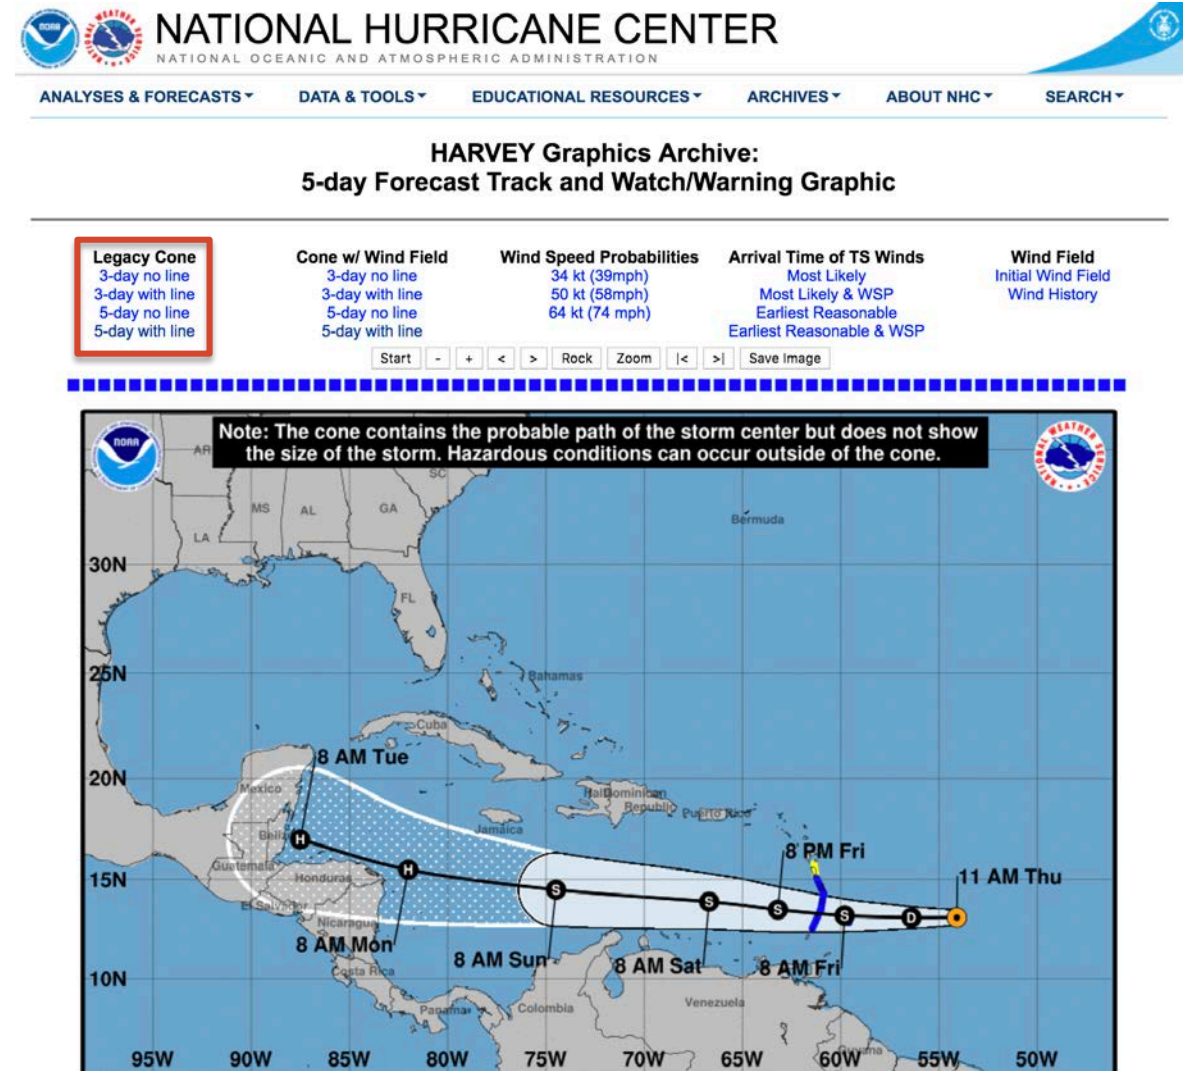 NATIONAL HURRICANE CENTER
NATIONAL OCEANIC AND ATMOSPHERIC ADMINISTRATION
ANALYSES & FORECASTS DATA & TOOLS EDUCATIONAL RESOURCES ARCHIVES ABOUT NHC SEARCH
HARVEY Graphics Archive:
5-day Forecast Track and Watch/Warning Graphic
Legacy Cone Cone w/ Wind Field Wind Speed Probabilities Arrival Time of TS Winds Wind Field
3-day no line 3-day no line 34 kt (39mph) Most Likely Initial Wind Field
3-day with line 3-day with line 50 kt (58mph) Most Likely & WSP Wind History
5-day no line 5-day no line 64 kt (74 mph) Earliest Reasonable
5-day with line 5-day with line Earliest Reasonable & WSP
Start - + < > Rock Zoom |< >| Save Image
Note: The cone contains the probable path of the storm center but does not show
the size of the storm. Hazardous conditions can occur outside of the cone.
NOAA
AR
SC
MS AL GA
Bermuda
LA
30N
FL
25N
Bahamas
Cuba
8 AM Tue
20N
Mexico
Dominican
Republic
Puerto Rico
Jamaica
Belize
H
8 PM Fri
Guatemala
H
15N
Honduras
11 AM Thu
S S S S D
El Salvador
Nicaragua
8 AM Mon
8 AM Sun 8 AM Sat 8 AM Fri
Costa Rica
10N
Panama Colombia Venezuela
Guyana
95W 90W 85W 80W 75W 70W 65W 60W 55W 50W